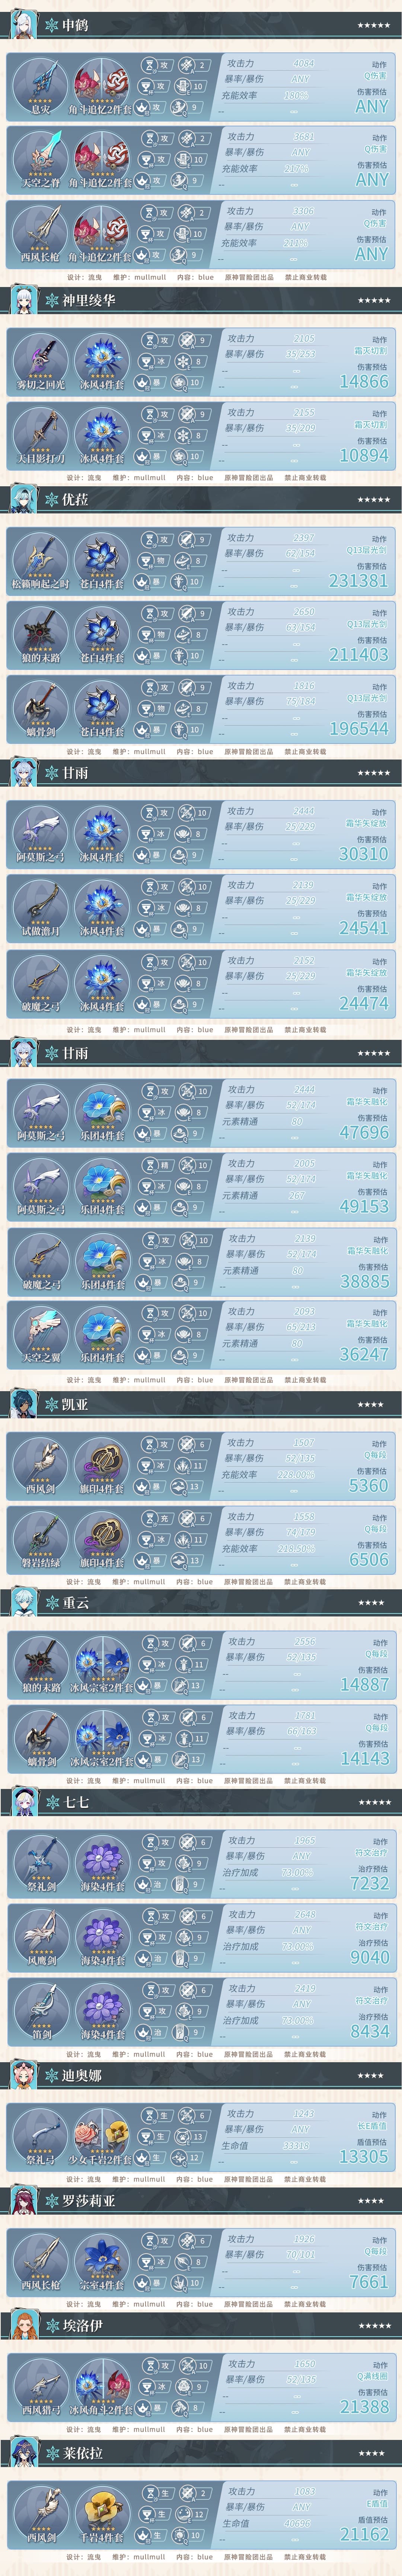 申鹤
★★★★★
息灾 角斗追忆2件套
攻 2
攻 10
攻 9
攻击力 4084
暴率/暴伤 ANY
充能效率 180%
动作
Q伤害
伤害预估
ANY
天空之脊 角斗追忆2件套
攻 2
攻 10
攻 9
攻击力 3681
暴率/暴伤 ANY
充能效率 217%
动作
Q伤害
伤害预估
ANY
西风长枪 角斗追忆2件套
攻 2
攻 10
攻 9
攻击力 3306
暴率/暴伤 ANY
充能效率 211%
动作
Q伤害
伤害预估
ANY
设计：流曳 维护：mullmull 内容：blue 原神冒险团出品 禁止商业转载
神里绫华
★★★★★
雾切之回光 冰风4件套
攻 9
冰 8
暴 10
攻击力 2105
暴率/暴伤 35/253
动作
霜灭切割
伤害预估
14866
天目影打刀 冰风4件套
攻 9
冰 8
暴 10
攻击力 2155
暴率/暴伤 35/209
动作
霜灭切割
伤害预估
10894
设计：流曳 维护：mullmull 内容：blue 原神冒险团出品 禁止商业转载
优菈
★★★★★
松籁响起之时 苍白4件套
攻 9
物 8
暴 10
攻击力 2397
暴率/暴伤 62/154
动作
Q13层光剑
伤害预估
231381
狼的末路 苍白4件套
攻 9
物 8
暴 10
攻击力 2650
暴率/暴伤 63/154
动作
Q13层光剑
伤害预估
211403
螭骨剑 苍白4件套
攻 9
物 8
暴 10
攻击力 1816
暴率/暴伤 75/184
动作
Q13层光剑
伤害预估
196544
设计：流曳 维护：mullmull 内容：blue 原神冒险团出品 禁止商业转载
甘雨
★★★★★
阿莫斯之弓 冰风4件套
攻 10
冰 8
暴 9
攻击力 2444
暴率/暴伤 25/229
动作
霜华矢绽放
伤害预估
30310
试做澹月 冰风4件套
攻 10
冰 8
暴 9
攻击力 2139
暴率/暴伤 25/229
动作
霜华矢绽放
伤害预估
24541
破魔之弓 冰风4件套
攻 10
冰 8
暴 9
攻击力 2152
暴率/暴伤 25/229
动作
霜华矢绽放
伤害预估
24474
设计：流曳 维护：mullmull 内容：blue 原神冒险团出品 禁止商业转载
甘雨
★★★★★
阿莫斯之弓 乐团4件套
攻 10
冰 8
暴 9
攻击力 2444
暴率/暴伤 52/174
元素精通 80
动作
霜华矢融化
伤害预估
47696
阿莫斯之弓 乐团4件套
精 10
冰 8
暴 9
攻击力 2005
暴率/暴伤 52/174
元素精通 267
动作
霜华矢融化
伤害预估
49153
破魔之弓 乐团4件套
攻 10
冰 8
暴 9
攻击力 2139
暴率/暴伤 52/174
元素精通 80
动作
霜华矢融化
伤害预估
38885
天空之翼 乐团4件套
攻 10
冰 8
暴 9
攻击力 2093
暴率/暴伤 65/213
元素精通 80
动作
霜华矢融化
伤害预估
36247
设计：流曳 维护：mullmull 内容：blue 原神冒险团出品 禁止商业转载
凯亚
★★★★
西风剑 旗印4件套
攻 6
冰 11
暴 13
攻击力 1507
暴率/暴伤 52/135
充能效率 228.00%
动作
Q每段
伤害预估
5360
磐岩结绿 旗印4件套
充 6
冰 11
暴 13
攻击力 1558
暴率/暴伤 74/179
充能效率 218.50%
动作
Q每段
伤害预估
6506
设计：流曳 维护：mullmull 内容：blue 原神冒险团出品 禁止商业转载
重云
★★★★
狼的末路 冰风宗室2件套
攻 6
冰 11
暴 13
攻击力 2556
暴率/暴伤 52/135
动作
Q每段
伤害预估
14887
螭骨剑 冰风宗室2件套
攻 6
冰 11
暴 13
攻击力 1781
暴率/暴伤 66/163
动作
Q每段
伤害预估
14143
设计：流曳 维护：mullmull 内容：blue 原神冒险团出品 禁止商业转载
七七
★★★★★
祭礼剑 海染4件套
攻 6
攻 9
治 9
攻击力 1965
暴率/暴伤 ANY
治疗加成 73.00%
动作
符文治疗
治疗预估
7232
风鹰剑 海染4件套
攻 6
攻 9
治 9
攻击力 2648
暴率/暴伤 ANY
治疗加成 73.00%
动作
符文治疗
治疗预估
9040
笛剑 海染4件套
攻 6
攻 9
治 9
攻击力 2419
暴率/暴伤 ANY
治疗加成 73.00%
动作
符文治疗
治疗预估
8434
设计：流曳 维护：mullmull 内容：blue 原神冒险团出品 禁止商业转载
迪奥娜
★★★★
祭礼弓 少女千岩2件套
生 6
生 13
生 12
攻击力 1243
暴率/暴伤 ANY
生命值 33318
动作
长E盾值
盾值预估
13305
设计：流曳 维护：mullmull 内容：blue 原神冒险团出品 禁止商业转载
罗莎莉亚
★★★★
西风长枪 宗室4件套
攻 6
冰 8
暴 10
攻击力 1926
暴率/暴伤 70/101
动作
Q每段
伤害预估
7661
设计：流曳 维护：mullmull 内容：blue 原神冒险团出品 禁止商业转载
埃洛伊
★★★★★
西风猎弓 冰风角斗2件套
攻 10
冰 9
暴 8
攻击力 1650
暴率/暴伤 52/135
动作
Q满线圈
伤害预估
21388
设计：流曳 维护：mullmull 内容：blue 原神冒险团出品 禁止商业转载
莱依拉
★★★★
西风剑 千岩4件套
生 2
生 12
生 10
攻击力 1083
暴率/暴伤 ANY
生命值 40696
动作
E盾值
盾值预估
21162
设计：流曳 维护：mullmull 内容：blue 原神冒险团出品 禁止商业转载